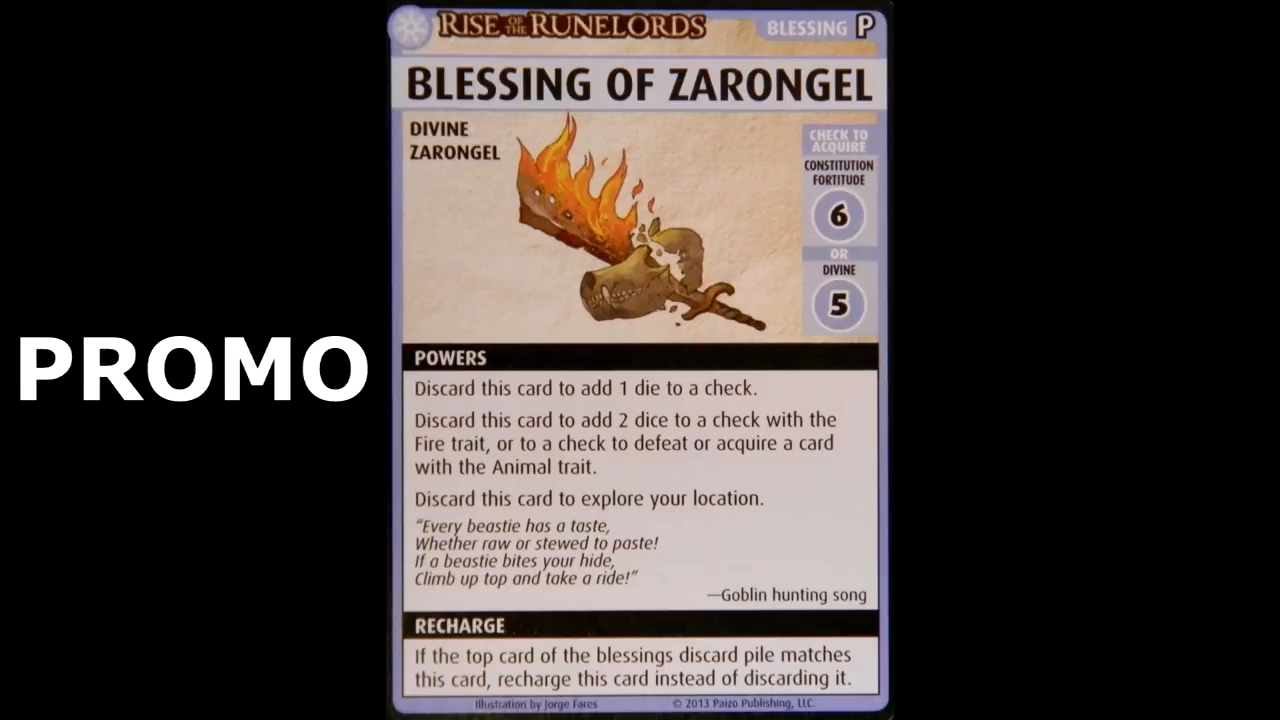 RISE OF THE RUNELORDS
BLESSING P
BLESSING OF ZARONGEL
DIVINE
ZARONGEL
CHECK TO
ACQUIRE
CONSTITUTION
FORTITUDE
6
OR
DIVINE
5
PROMO
POWERS
Discard this card to add 1 die to a check.
Discard this card to add 2 dice to a check with the
Fire trait, or to a check to defeat or acquire a card
with the Animal trait.
Discard this card to explore your location.
“Every beastie has a taste,
Whether raw or stewed to paste!
If a beastie bites your hide,
Climb up top and take a ride!”
—Goblin hunting song
RECHARGE
If the top card of the blessings discard pile matches
this card, recharge this card instead of discarding it.
Illustration by Jorge Fares
© 2013 Paizo Publishing, LLC.